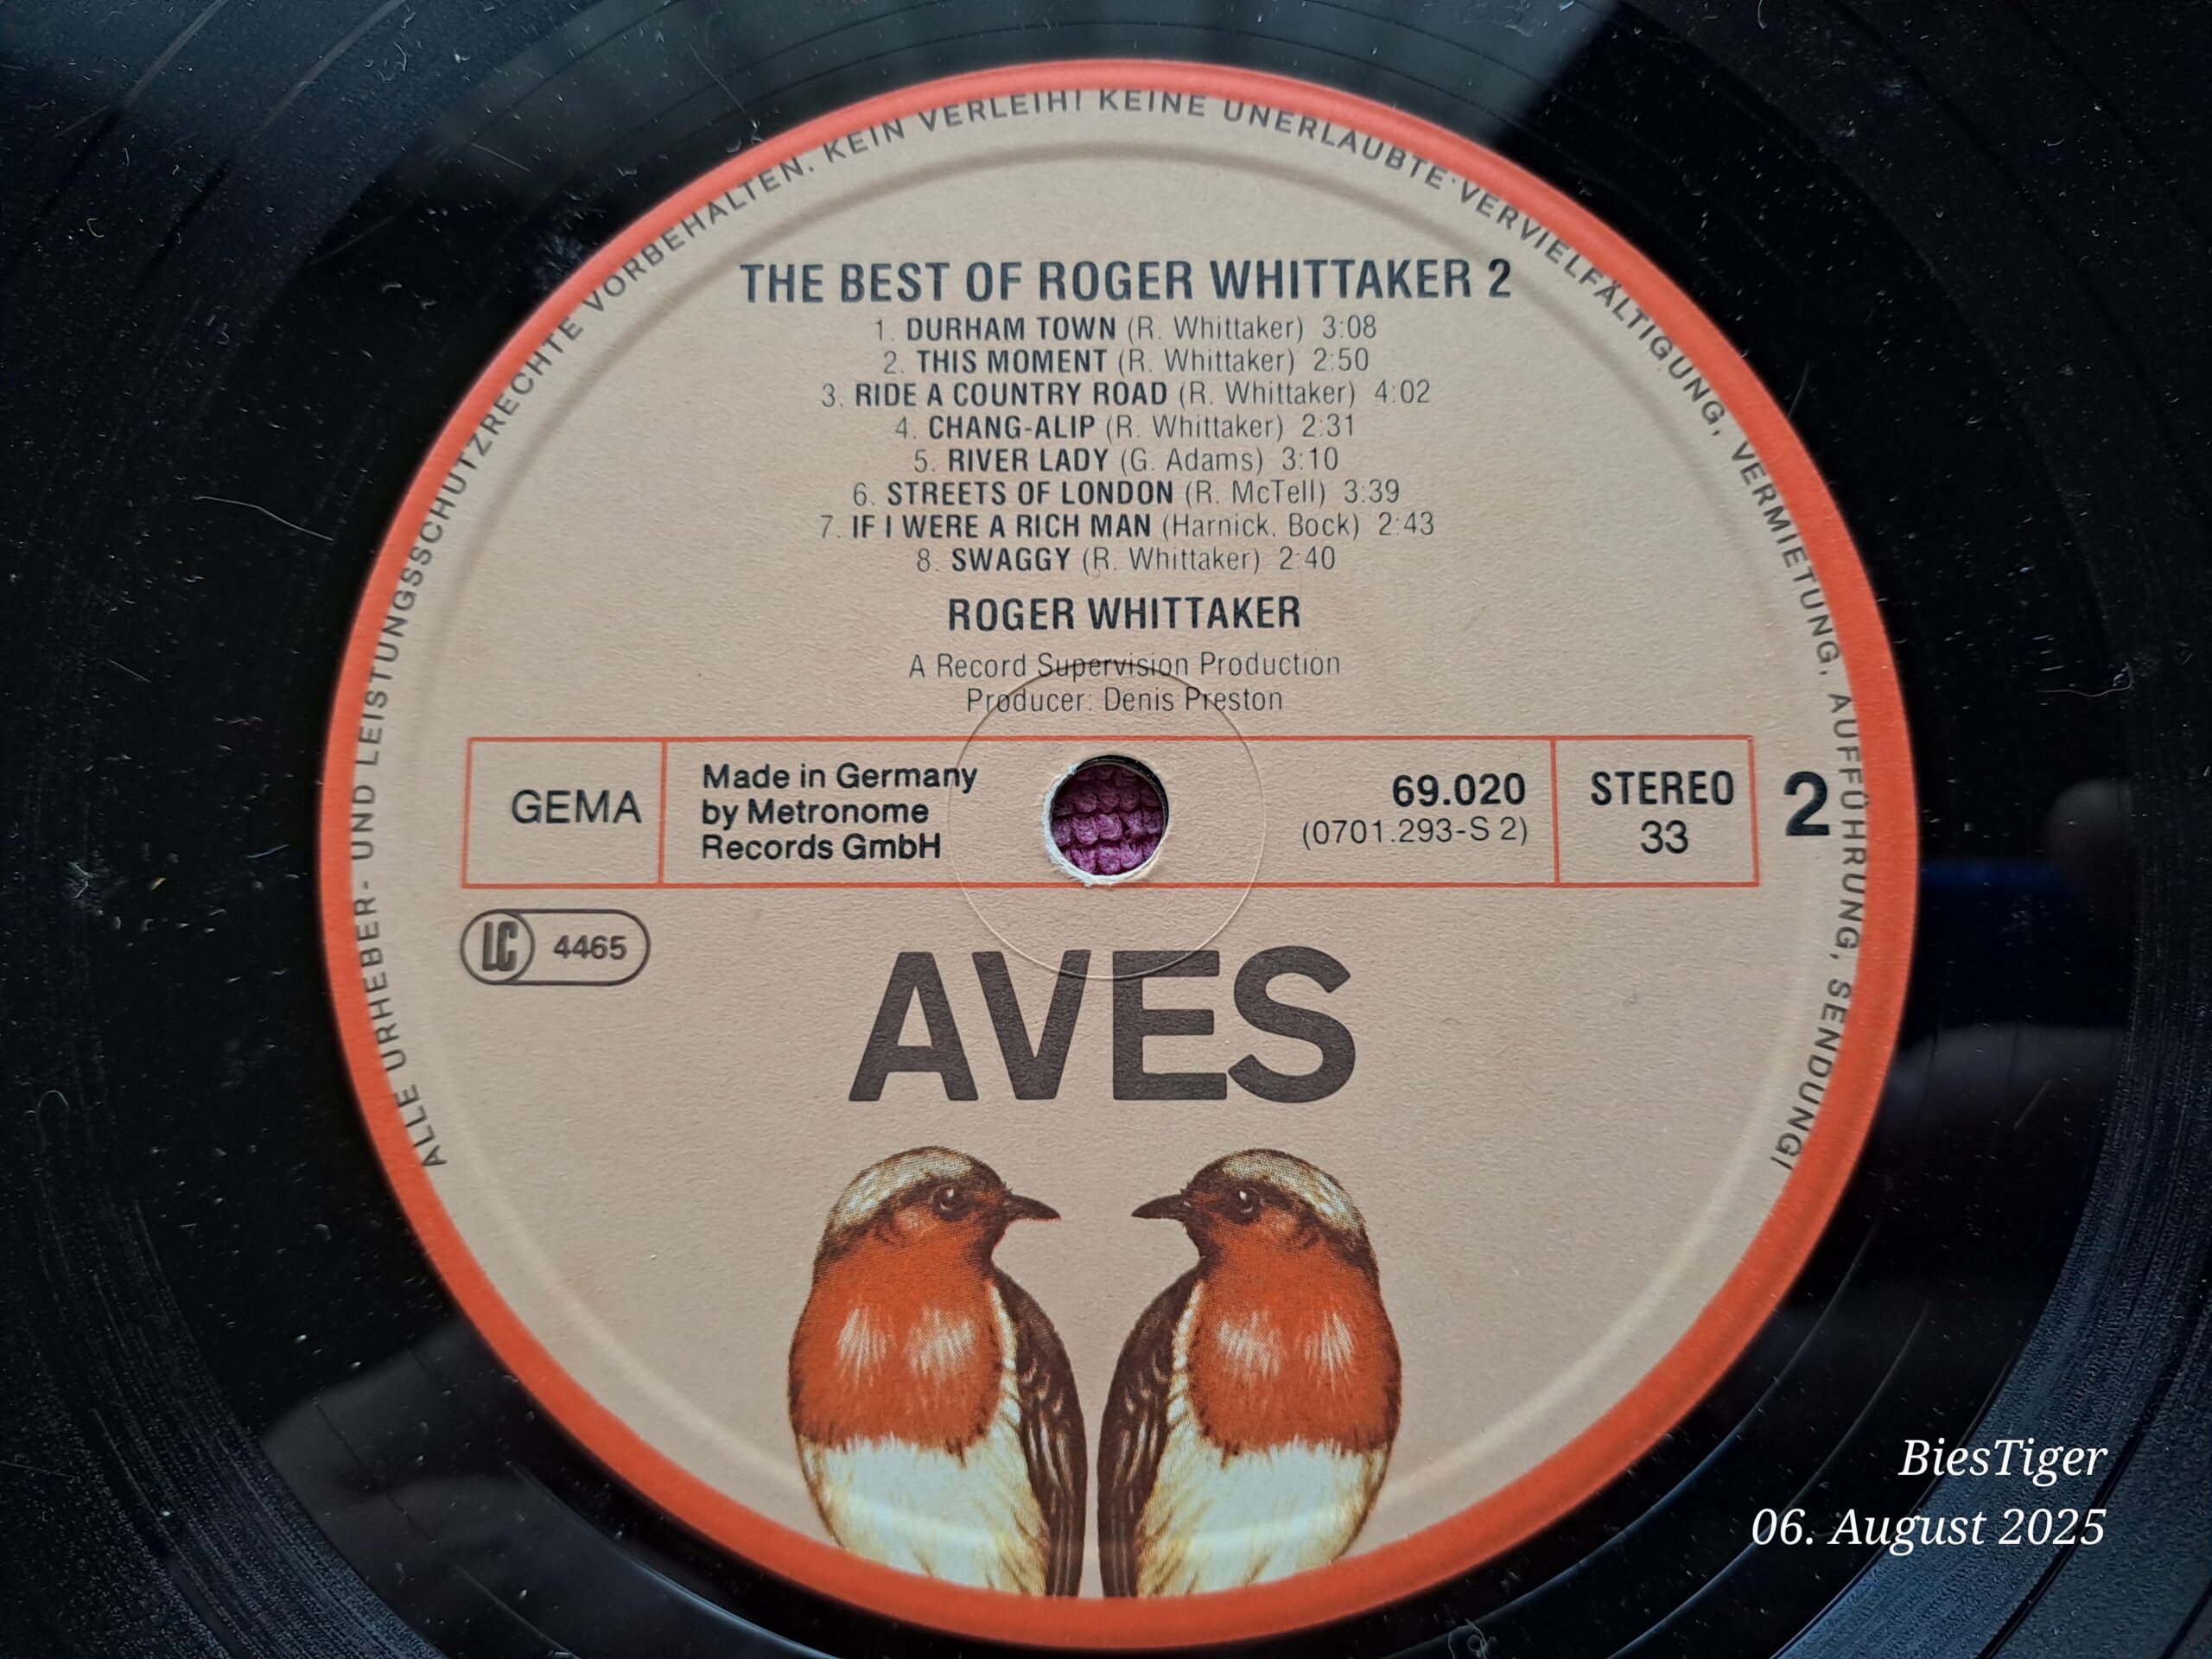 ALLE URHEBER- UND LEISTUNGSSCHUTZRECHTE VORBEHALTEN. KEIN VERLEIH! KEINE UNERLAUBTE VERVIELFÄLTIGUNG, VERMIETUNG, AUFFÜHRUNG, SENDUNG!
THE BEST OF ROGER WHITTAKER 2
1. DURHAM TOWN (R. Whittaker) 3:08
2. THIS MOMENT (R. Whittaker) 2:50
3. RIDE A COUNTRY ROAD (R. Whittaker) 4:02
4. CHANG-ALIP (R. Whittaker) 2:31
5. RIVER LADY (G. Adams) 3:10
6. STREETS OF LONDON (R. McTell) 3:39
7. IF I WERE A RICH MAN (Harnick. Bock) 2:43
8. SWAGGY (R. Whittaker) 2:40
ROGER WHITTAKER
A Record Supervision Production
Producer: Denis Preston
GEMA
Made in Germany
by Metronome
Records GmbH
69.020
(0701.293-S 2)
STEREO
33
2
LC 4465
AVES
BiesTiger
06. August 2025